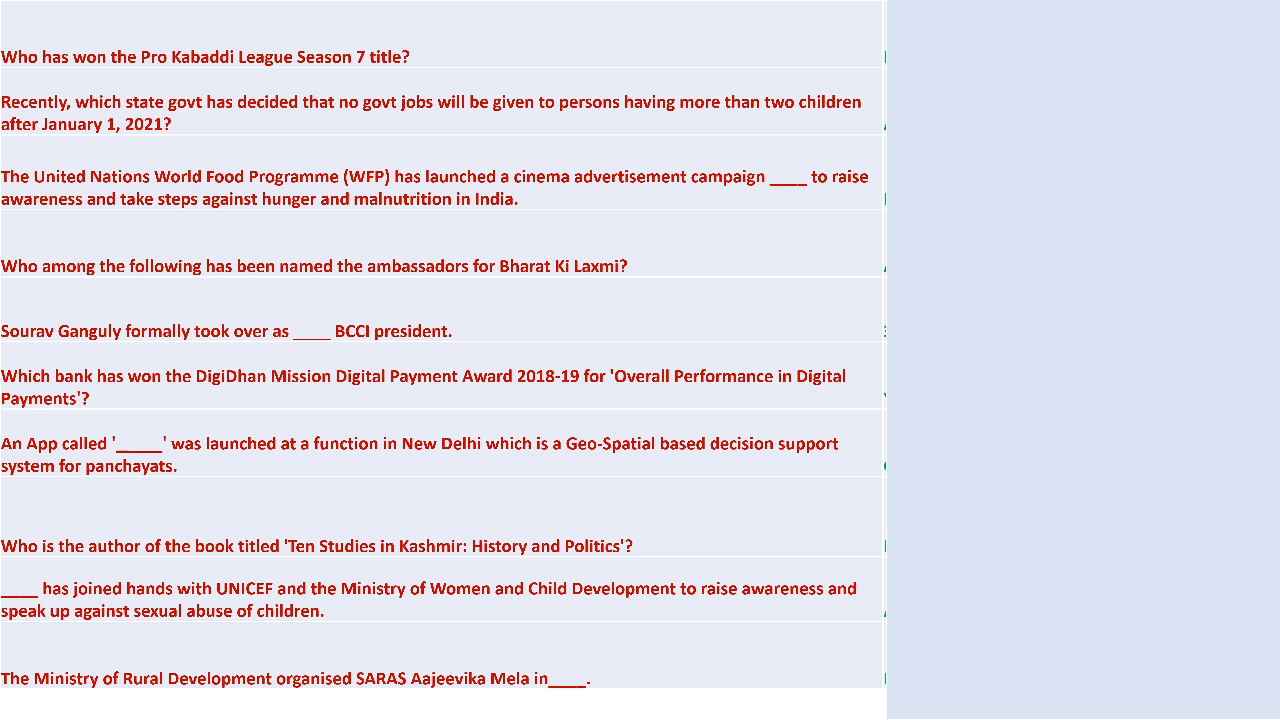 Who has won the Pro Kabaddi League Season 7 title?
Recently, which state govt has decided that no govt jobs will be given to persons having more than two children
after January 1, 2021?
The United Nations World Food Programme (WFP) has launched a cinema advertisement campaign ____ to raise
awareness and take steps against hunger and malnutrition in India.
Who among the following has been named the ambassadors for Bharat Ki Laxmi?
Sourav Ganguly formally took over as ____ BCCI president.
Which bank has won the DigiDhan Mission Digital Payment Award 2018-19 for 'Overall Performance in Digital
Payments'?
An App called '_____' was launched at a function in New Delhi which is a Geo-Spatial based decision support
system for panchayats.
Who is the author of the book titled 'Ten Studies in Kashmir: History and Politics'?
____ has joined hands with UNICEF and the Ministry of Women and Child Development to raise awareness and
speak up against sexual abuse of children.
The Ministry of Rural Development organised SARAS Aajeevika Mela in____.